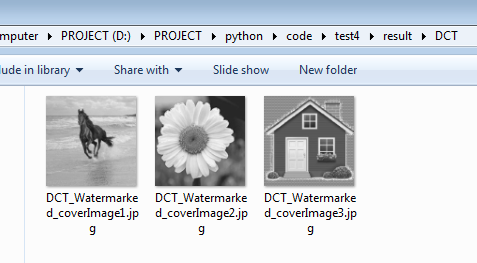 mputer ▸ PROJECT (D:) ▸ PROJECT ▸ python ▸ code ▸ test4 ▸ result ▸ DCT
lude in library ▾ Share with ▾ Slide show New folder
DCT_Watermarke DCT_Watermarke DCT_Watermarke
d_coverImage1.jp d_coverImage2.jp d_coverImage3.jp
g g g